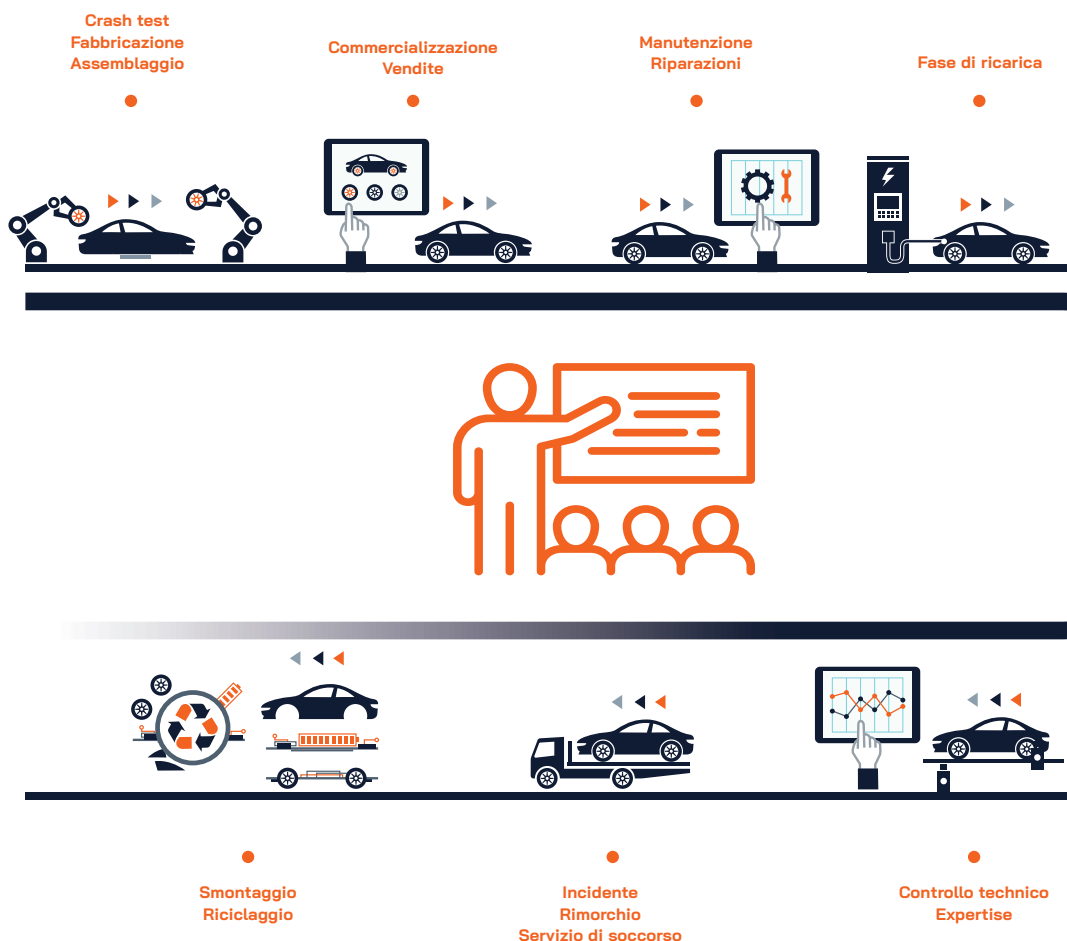 Crash test
Fabbricazione
Assemblaggio
Commercializzazione
Vendite
Manutenzione
Riparazioni
Fase di ricarica
Smontaggio
Riciclaggio
Incidente
Rimorchio
Servizio di soccorso
Controllo technico
Expertise